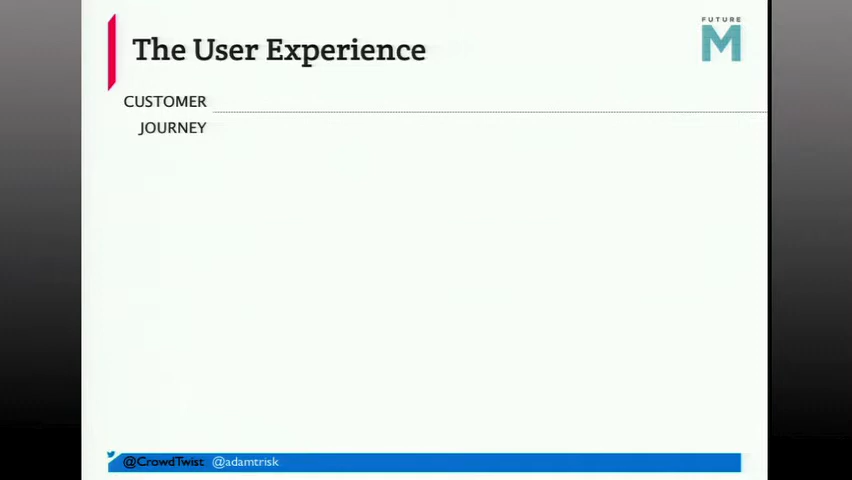 The User Experience
FUTURE
M
CUSTOMER
JOURNEY
@CrowdTwist @adamtrisk